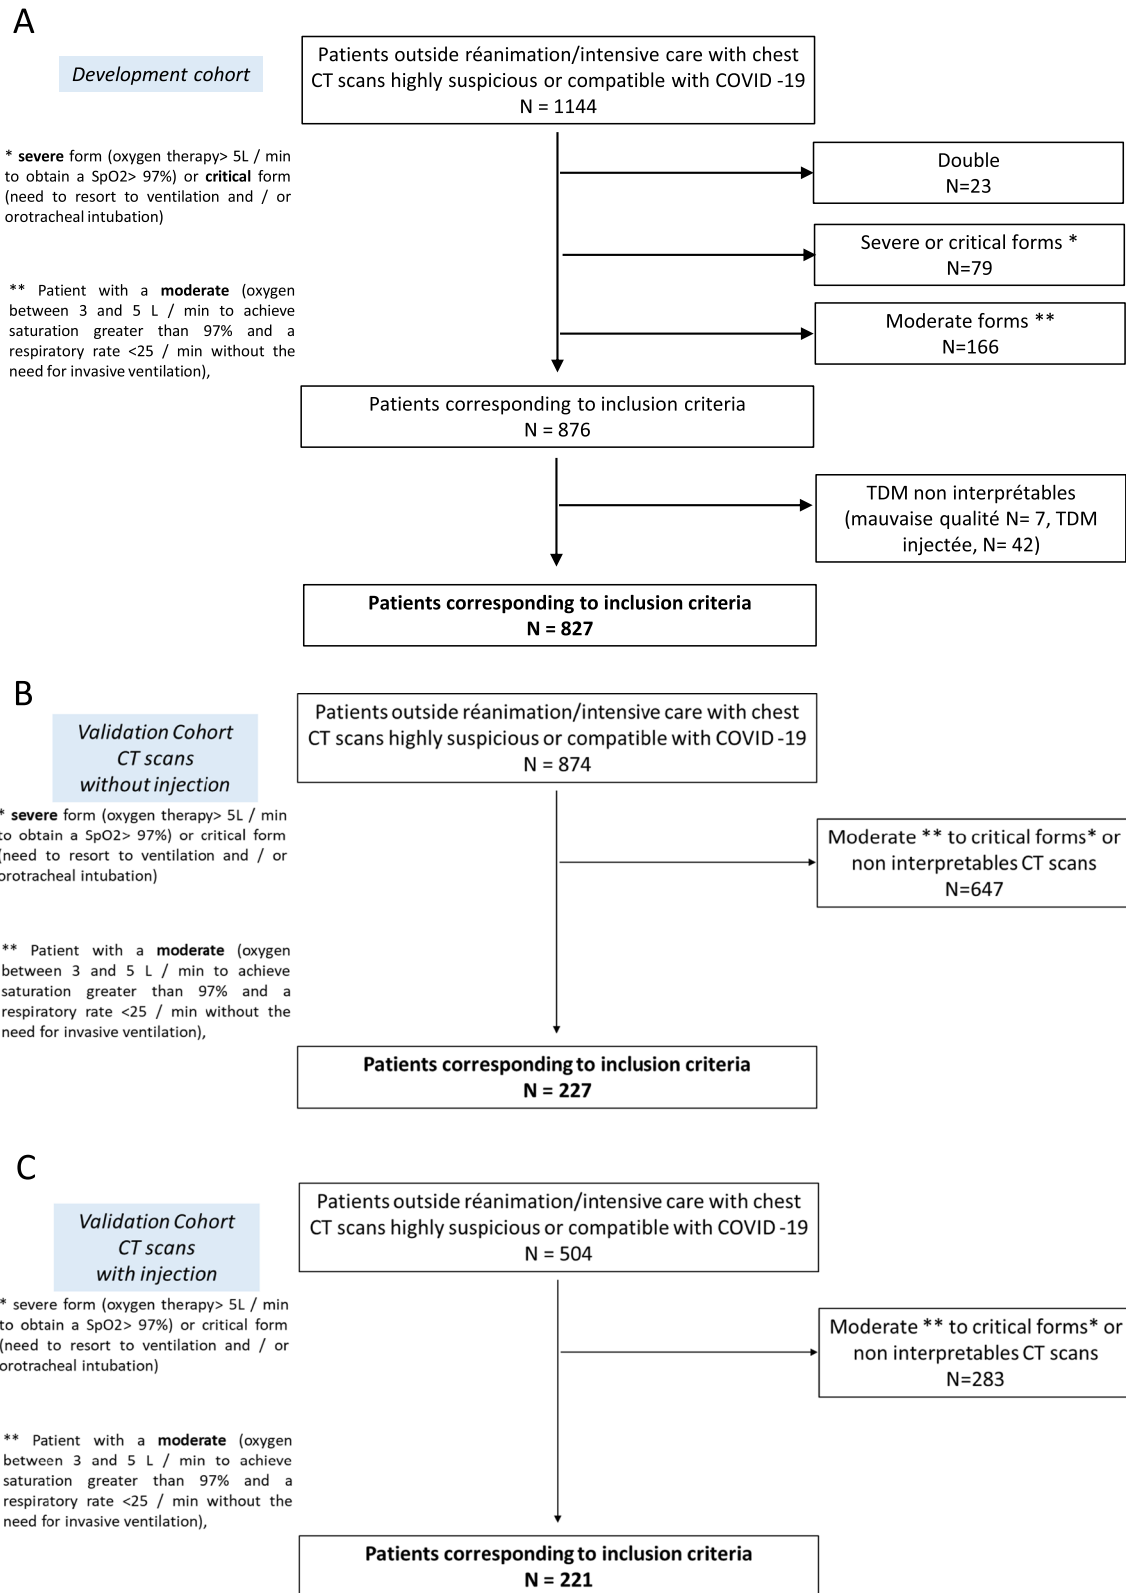 A
Development cohort
Patients outside réanimation/intensive care with chest
CT scans highly suspicious or compatible with COVID -19
N = 1144
* severe form (oxygen therapy> 5L / min
to obtain a SpO2> 97%) or critical form
(need to resort to ventilation and / or
orotracheal intubation)
Double
N=23
Severe or critical forms *
N=79
** Patient with a moderate (oxygen
between 3 and 5 L / min to achieve
saturation greater than 97% and a
respiratory rate <25 / min without the
need for invasive ventilation),
Moderate forms **
N=166
Patients corresponding to inclusion criteria
N = 876
TDM non interprétables
(mauvaise qualité N= 7, TDM
injectée, N= 42)
Patients corresponding to inclusion criteria
N = 827
B
Validation Cohort
CT scans
without injection
Patients outside réanimation/intensive care with chest
CT scans highly suspicious or compatible with COVID -19
N = 874
* severe form (oxygen therapy> 5L / min
to obtain a SpO2> 97%) or critical form
(need to resort to ventilation and / or
orotracheal intubation)
Moderate ** to critical forms* or
non interpretables CT scans
N=647
** Patient with a moderate (oxygen
between 3 and 5 L / min to achieve
saturation greater than 97% and a
respiratory rate <25 / min without the
need for invasive ventilation),
Patients corresponding to inclusion criteria
N = 227
C
Validation Cohort
CT scans
with injection
Patients outside réanimation/intensive care with chest
CT scans highly suspicious or compatible with COVID -19
N = 504
* severe form (oxygen therapy> 5L / min
to obtain a SpO2> 97%) or critical form
(need to resort to ventilation and / or
orotracheal intubation)
Moderate ** to critical forms* or
non interpretables CT scans
N=283
** Patient with a moderate (oxygen
between 3 and 5 L / min to achieve
saturation greater than 97% and a
respiratory rate <25 / min without the
need for invasive ventilation),
Patients corresponding to inclusion criteria
N = 221